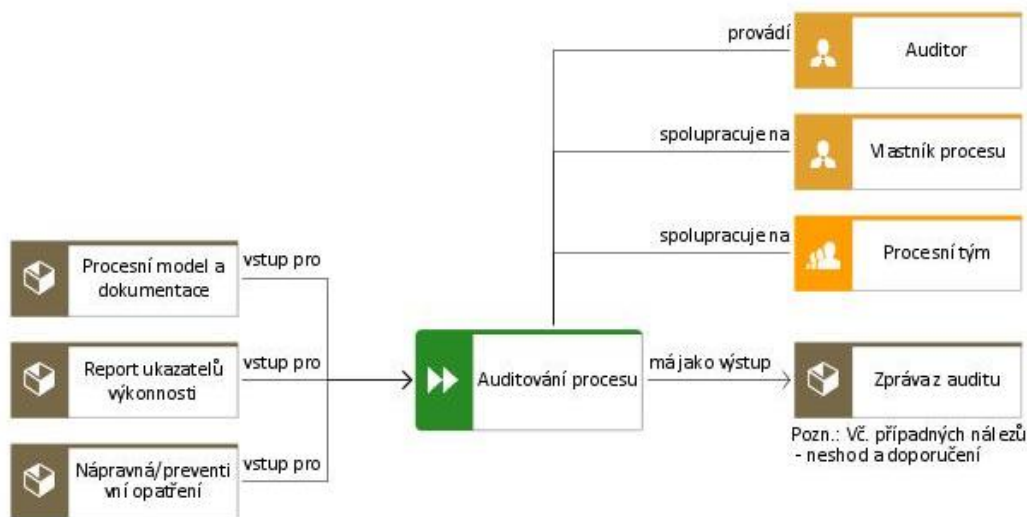 provádí
Auditor
spolupracuje na
Vlastník procesu
spolupracuje na
Procesní tým
Procesní model a
dokumentace
vstup pro
Report ukazatelů
výkonnosti
vstup pro
Nápravná/preventi
vní opatření
vstup pro
Auditování procesu
má jako výstup
Zpráva z auditu
Pozn.: Vč. případných nálezů
- neshod a doporučení